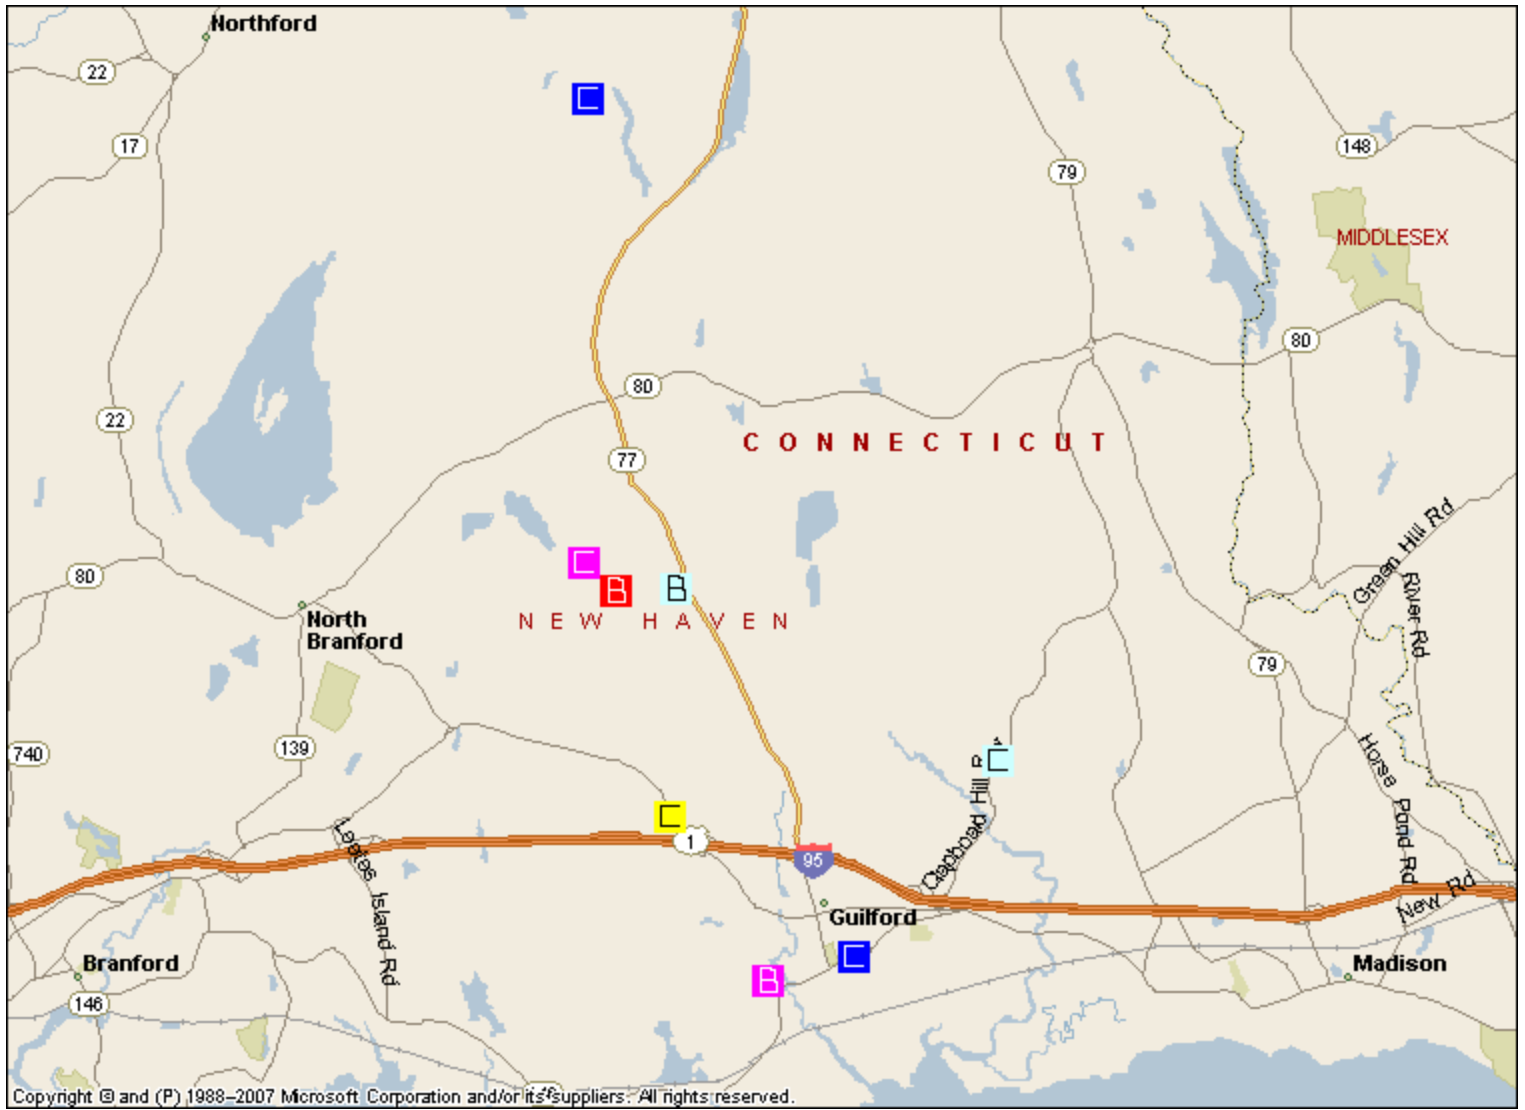 Northford
22
C
17
148
79
MIDDLESEX
80
80
22
CONNECTICUT
77
Green Hill Rd
C
B
B
80
River Rd
NEW HAVEN
North
Branford
79
740
139
C
Horse Pond Rd
Clapboard Hill R
C
1
Leetes Island Rd
95
New Rd
Guilford
C
Branford
B
Madison
146
Copyright © and (P) 1988–2007 Microsoft Corporation and/or its suppliers. All rights reserved.